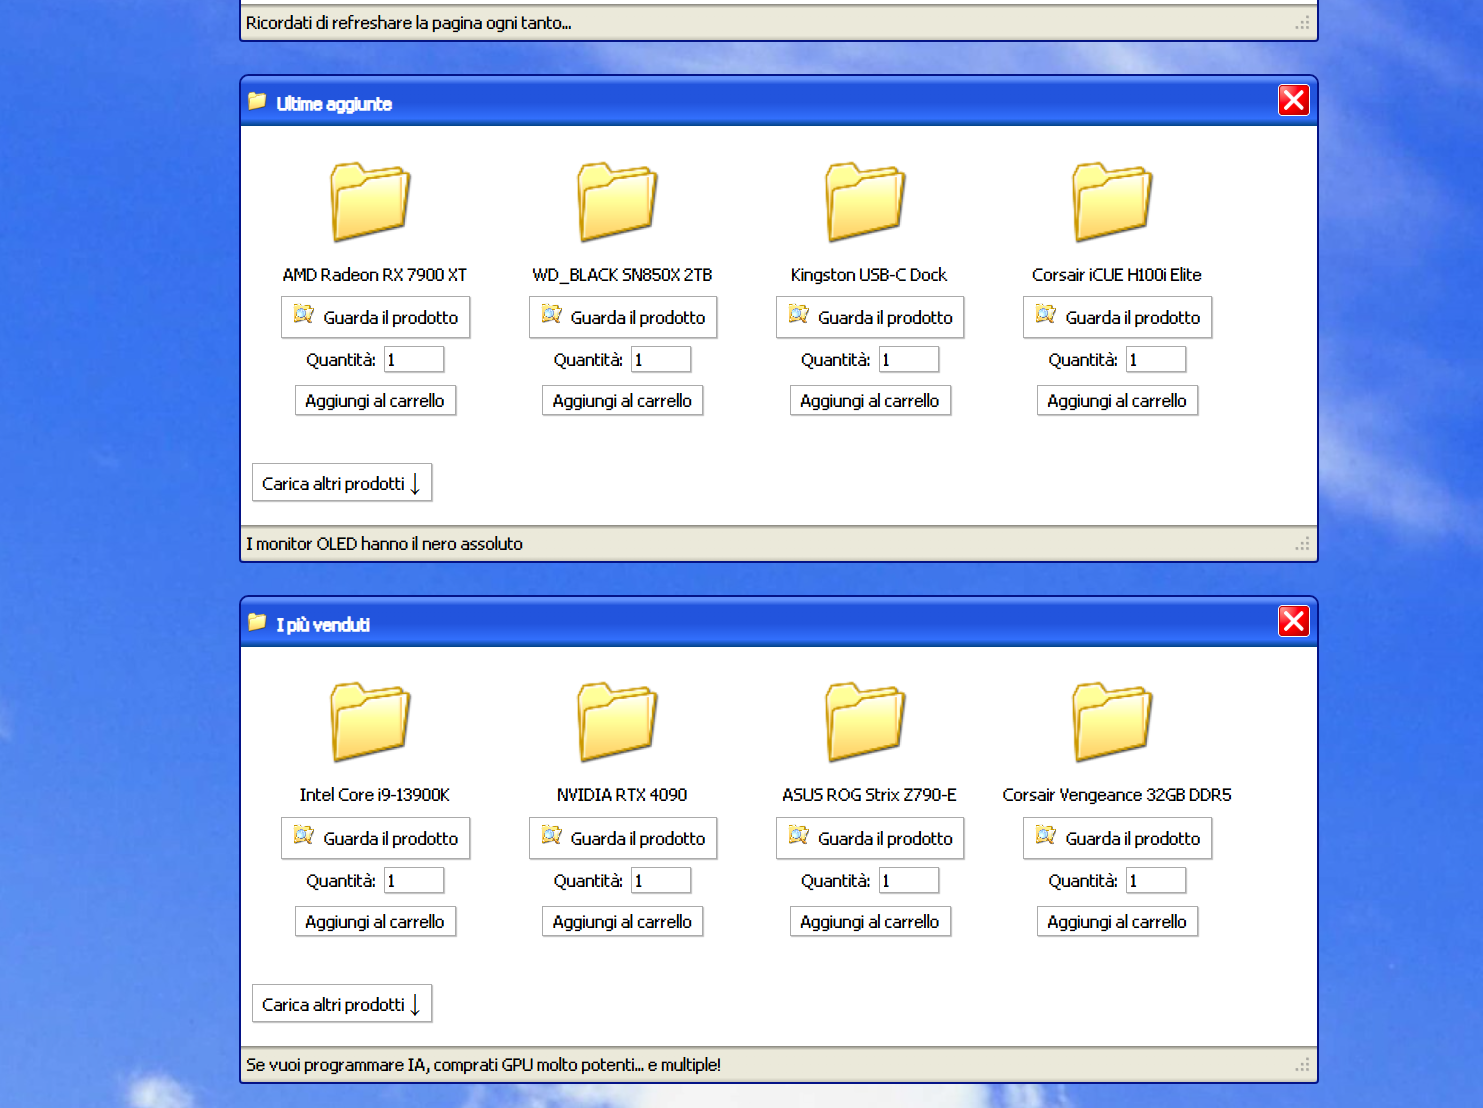 Ricordati di refreshare la pagina ogni tanto...
Ultime aggiunte
AMD Radeon RX 7900 XT
WD_BLACK SN850X 2TB
Kingston USB-C Dock
Corsair iCUE H100i Elite
Guarda il prodotto
Guarda il prodotto
Guarda il prodotto
Guarda il prodotto
Quantità: 1
Quantità: 1
Quantità: 1
Quantità: 1
Aggiungi al carrello
Aggiungi al carrello
Aggiungi al carrello
Aggiungi al carrello
Carica altri prodotti ↓
I monitor OLED hanno il nero assoluto
I più venduti
Intel Core i9-13900K
NVIDIA RTX 4090
ASUS ROG Strix Z790-E
Corsair Vengeance 32GB DDR5
Guarda il prodotto
Guarda il prodotto
Guarda il prodotto
Guarda il prodotto
Quantità: 1
Quantità: 1
Quantità: 1
Quantità: 1
Aggiungi al carrello
Aggiungi al carrello
Aggiungi al carrello
Aggiungi al carrello
Carica altri prodotti ↓
Se vuoi programmare IA, comprati GPU molto potenti... e multiple!